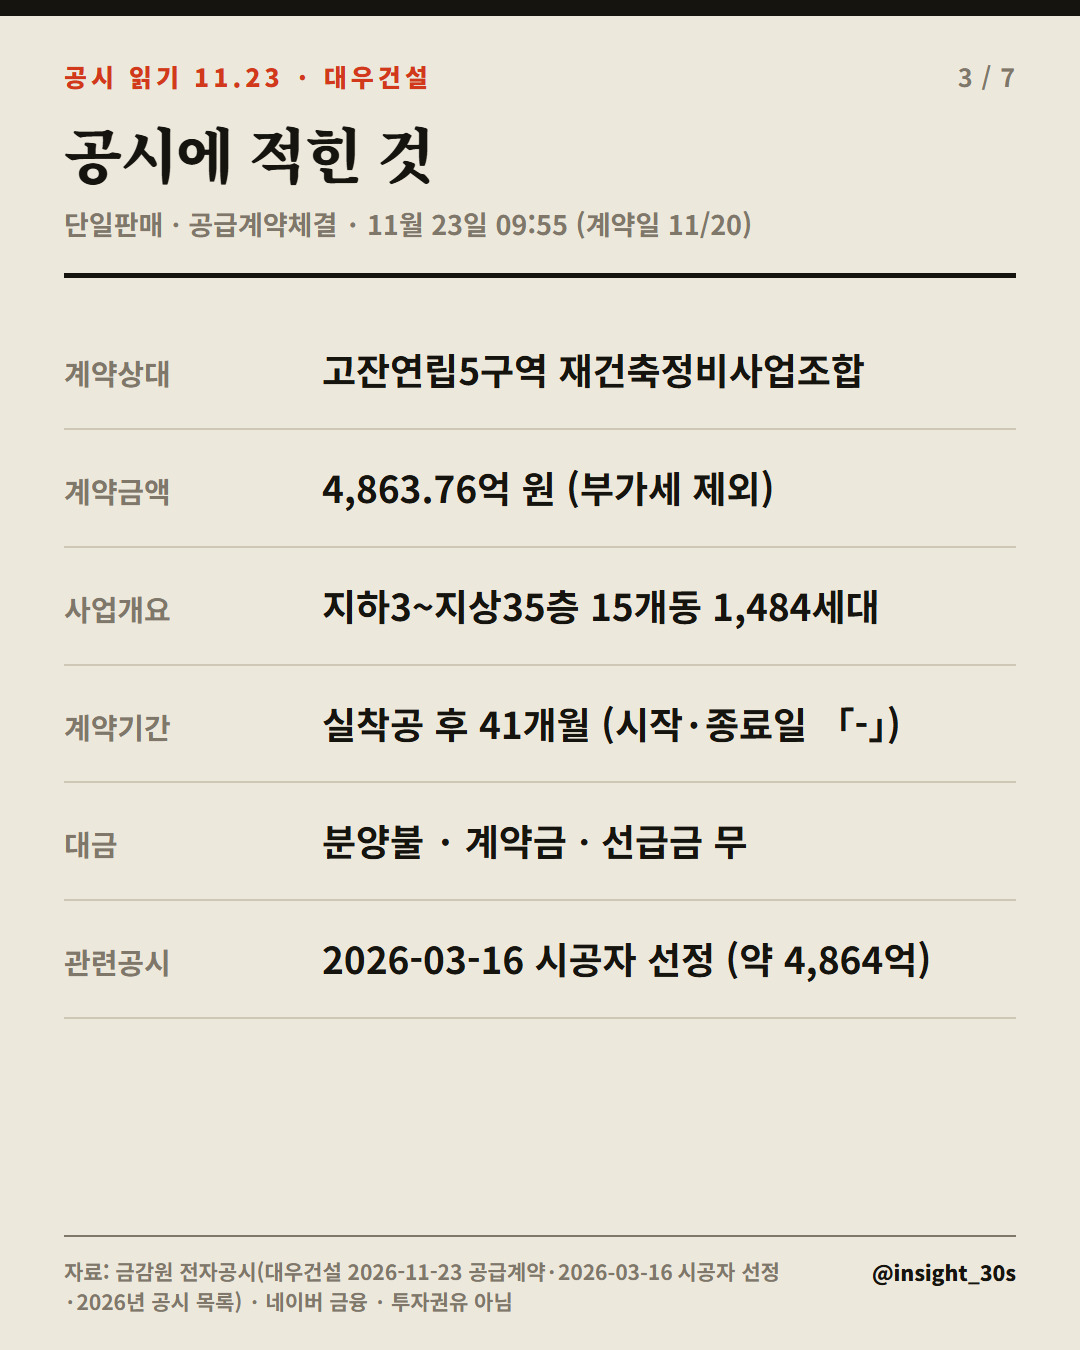 공시 읽기 11.23 · 대우건설
3 / 7
공시에 적힌 것
단일판매 · 공급계약체결 · 11월 23일 09:55 (계약일 11/20)
계약상대 고잔연립5구역 재건축정비사업조합
계약금액 4,863.76억 원 (부가세 제외)
사업개요 지하3~지상35층 15개동 1,484세대
계약기간 실착공 후 41개월 (시작·종료일 「-」)
대금 분양불 · 계약금 · 선급금 무
관련공시 2026-03-16 시공자 선정 (약 4,864억)
자료: 금감원 전자공시(대우건설 2026-11-23 공급계약·2026-03-16 시공자 선정
·2026년 공시 목록) · 네이버 금융 · 투자권유 아님
@insight_30s